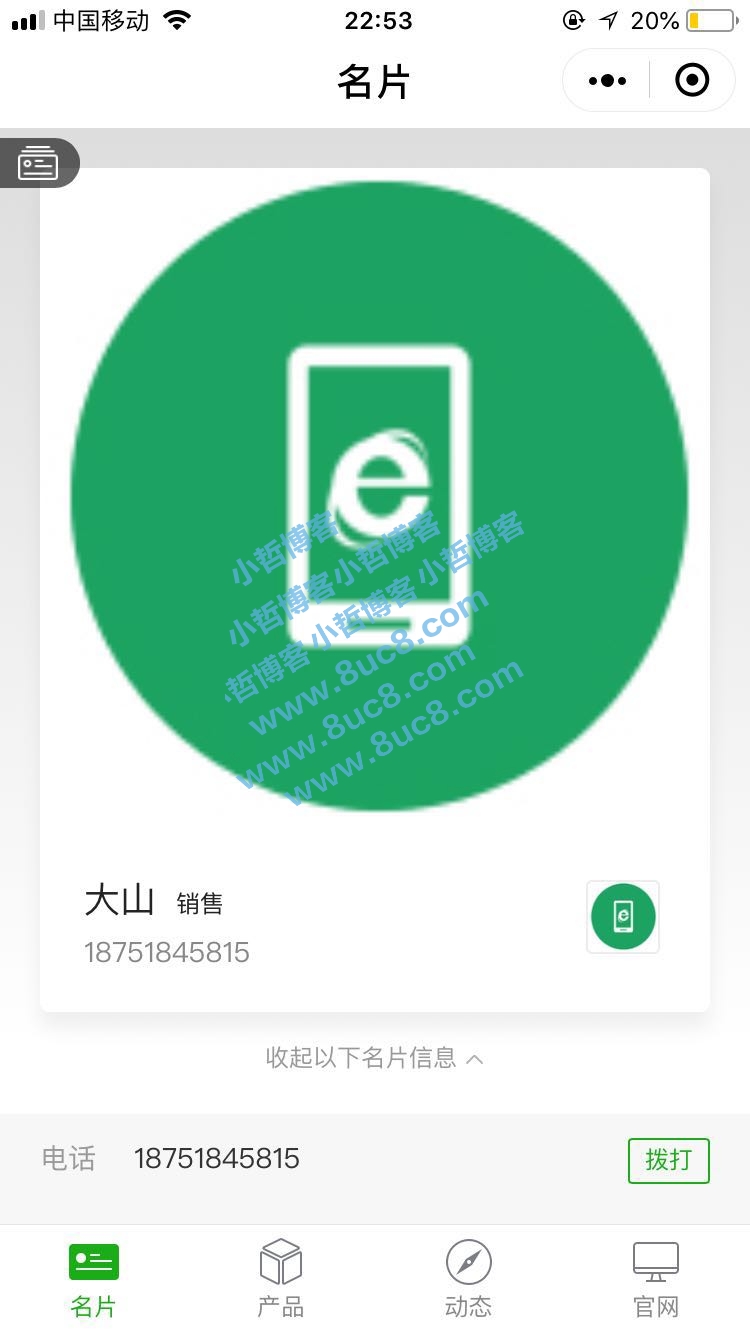 中国移动 22:53 20%
名片
e
小哲博客
小哲博客小哲博客
小哲博客小哲博客
哲博客
www.8uc8.com
www.8uc8.com
www.8uc8.com
大山 销售
e
18751845815
收起以下名片信息
电话 18751845815 拨打
名片 产品 动态 官网